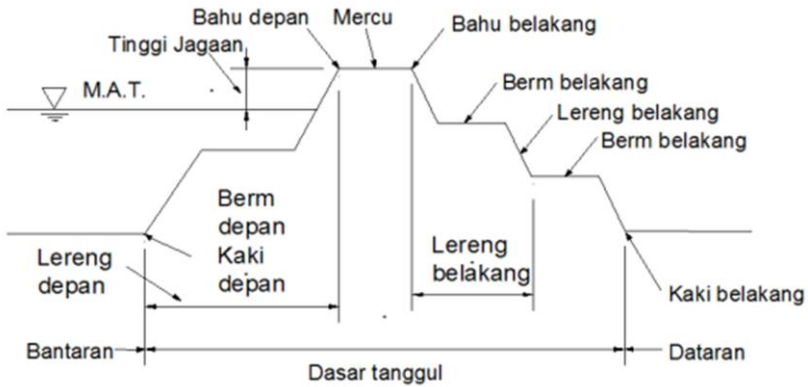 Bahu depan
Mercu
Bahu belakang
Tinggi Jagaan
M.A.T.
Berm belakang
Lereng belakang
Berm belakang
Berm
depan
Kaki
depan
Lereng
depan
Lereng
belakang
Kaki belakang
Bantaran
Dataran
Dasar tanggul